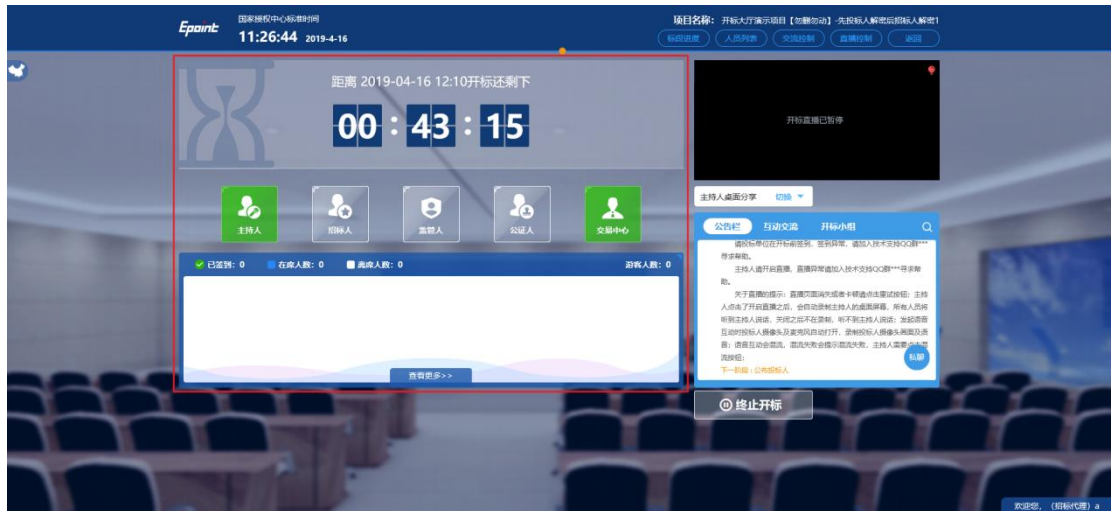 Epoint
国家授权中心标准时间
11:26:44 2019-4-16
项目名称: 开标大厅演示项目【勿删勿动】-先投标人解密后招标人解密1
标段进度 人员列表 交流控制 直播控制 返回
距离 2019-04-16 12:10开标还剩下
00 : 43 : 15
主持人 招标人 监管人 公证人 交易中心
已签到: 0 在席人数: 0 离席人数: 0 游客人数: 0
查看更多>>
开标直播已暂停
主持人桌面分享 切换
公告栏 互动交流 开标小组
请投标单位在开标前签到, 签到异常, 请加入技术支持QQ群***
寻求帮助。
主持人请开启直播, 直播异常请加入技术支持QQ群***寻求帮
助。
关于直播的提示: 直播页面消失或者卡顿请点击重试按钮; 主持
人点击了开启直播之后, 会自动录制主持人的桌面屏幕, 所有人员将
听到主持人说话, 关闭之后不在录制, 听不到主持人说话; 发起语音
互动时投标人摄像头及麦克风自动打开, 录制投标人摄像头画面及语
音; 语音互动会混流, 混流失败会提示混流失败, 主持人需要点击混
流按钮;
下一阶段: 公布投标人
私聊
终止开标
欢迎您, (招标代理) a